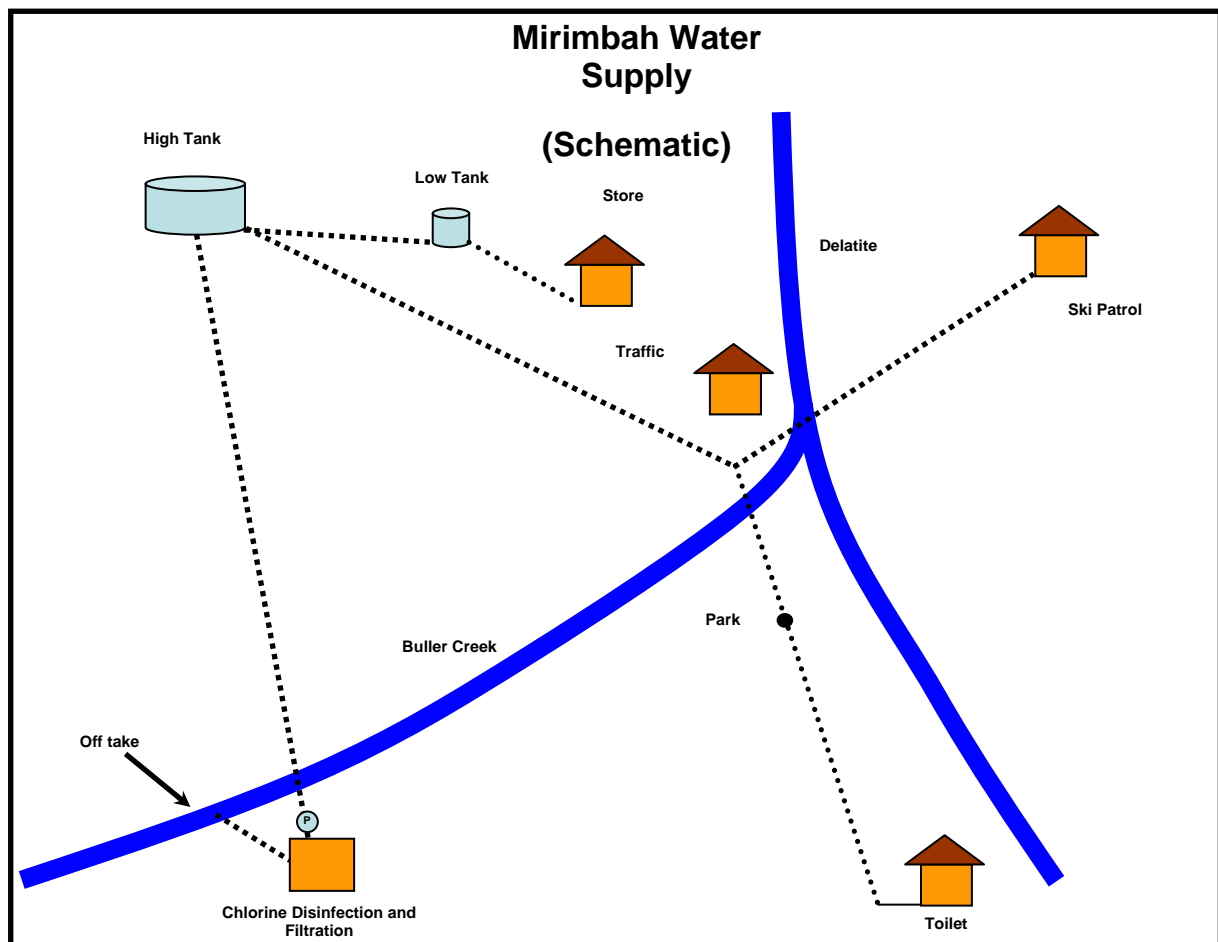 Mirimbah Water
Supply
(Schematic)
High Tank
Low Tank
Store
Delatite
Ski Patrol
Traffic
Park
Buller Creek
Off take
P
Chlorine Disinfection and
Filtration
Toilet